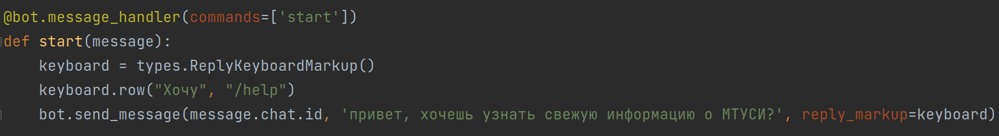 @bot.message_handler(commands=['start'])
def start(message):
    keyboard = types.ReplyKeyboardMarkup()
    keyboard.row("Хочу", "/help")
    bot.send_message(message.chat.id, 'привет, хочешь узнать свежую информацию о МТУСИ?', reply_markup=keyboard)